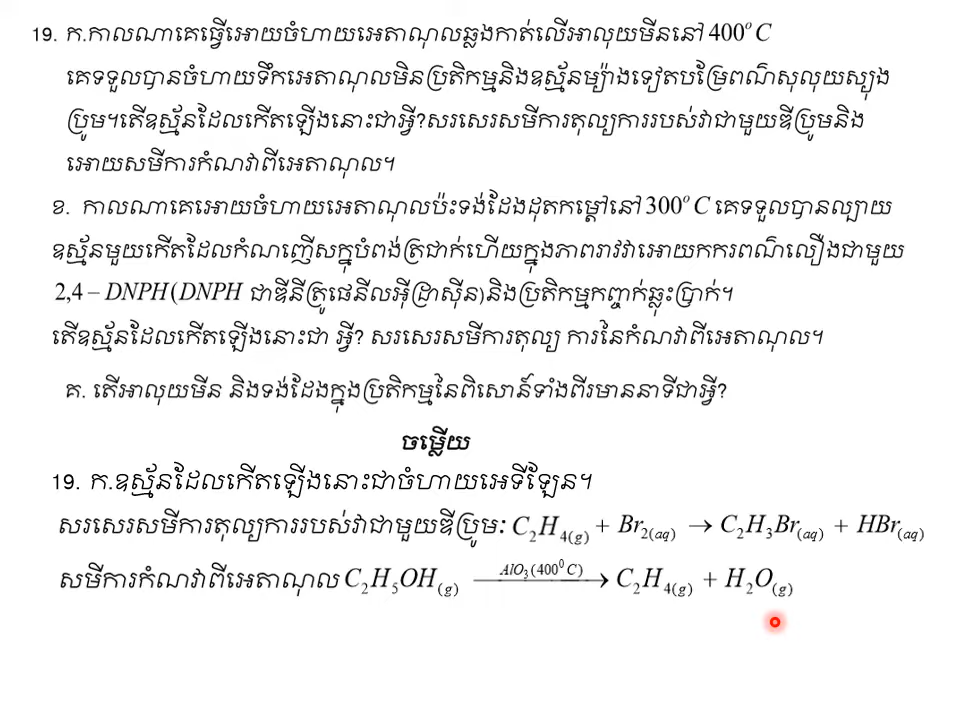 19. ក.កាលណាគេធ្វើអោយចំហាយអេតាណុលឆ្លងកាត់លើអាលុយមីននៅ 400°C
គេទទួលបានចំហាយទឹកអេតាណុលមិនប្រតិកម្មនិងឧស្ម័នម្យ៉ាងទៀតបម្រែពណ៌សូលុយស្យុង
ប្រូម។តើឧស្ម័នដែលកើតឡើងនោះជាអ្វី?សរសេរសមីការតុល្យការរបស់វាជាមួយឌីប្រូមនិង
អោយសមីការកំណរវាពីអេតាណុល។
ខ. កាលណាគេអោយចំហាយអេតាណុលប៉ះទង់ដែងដុតកម្តៅនៅ 300°C គេទទួលបានល្បាយ
ឧស្ម័នមួយកើតដែលកំណញើសក្នុបំពង់ត្រជាក់ហើយក្នុងភាពរាវវាអោយកករពណ៌លឿងជាមួយ
2,4 – DNPH(DNPH ជាឌីនីត្រូផេនីលអ៊ីដ្រាស៊ីន)និងប្រតិកម្មកញ្ចក់ឆ្លុះប្រាក់។
តើឧស្ម័នដែលកើតឡើងនោះជា អ្វី? សរសេរសមីការតុល្យ ការនៃកំណវាពីអេតាណុល។
គ. តើអាលុយមីន និងទង់ដែងក្នុងប្រតិកម្មនៃពិសោន៍ទាំងពីរមាននាទីជាអ្វី?
ចម្លើយ
19. ក.ឧស្ម័នដែលកើតឡើងនោះជាចំហាយអេទីឡែន។
សរសេរសមីការតុល្យការរបស់វាជាមួយឌីប្រូម: C₂H₄(g) + Br₂(aq) → C₂H₃Br(aq) + HBr(aq)
សមីការកំណវាពីអេតាណុល C₂H₅OH(g) AlO₃(400⁰C) → C₂H₄(g) + H₂O(g)